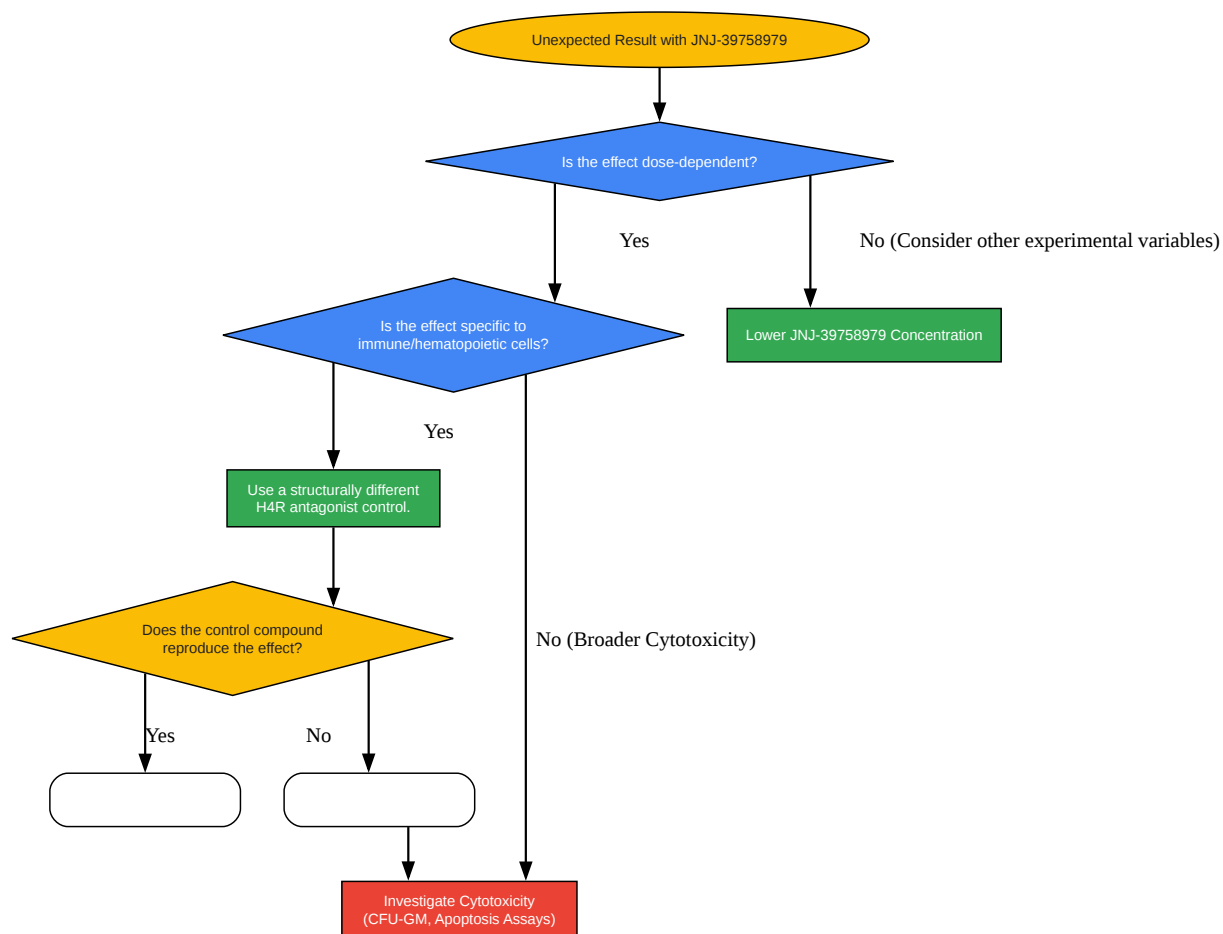 Unexpected Result with JNJ-39758979
Is the effect dose-dependent?
Yes
No (Consider other experimental variables)
Is the effect specific to
immune/hematopoietic cells?
Lower JNJ-39758979 Concentration
Yes
Use a structurally different
H4R antagonist control.
Does the control compound
reproduce the effect?
No (Broader Cytotoxicity)
Yes
No
Investigate Cytotoxicity
(CFU-GM, Apoptosis Assays)